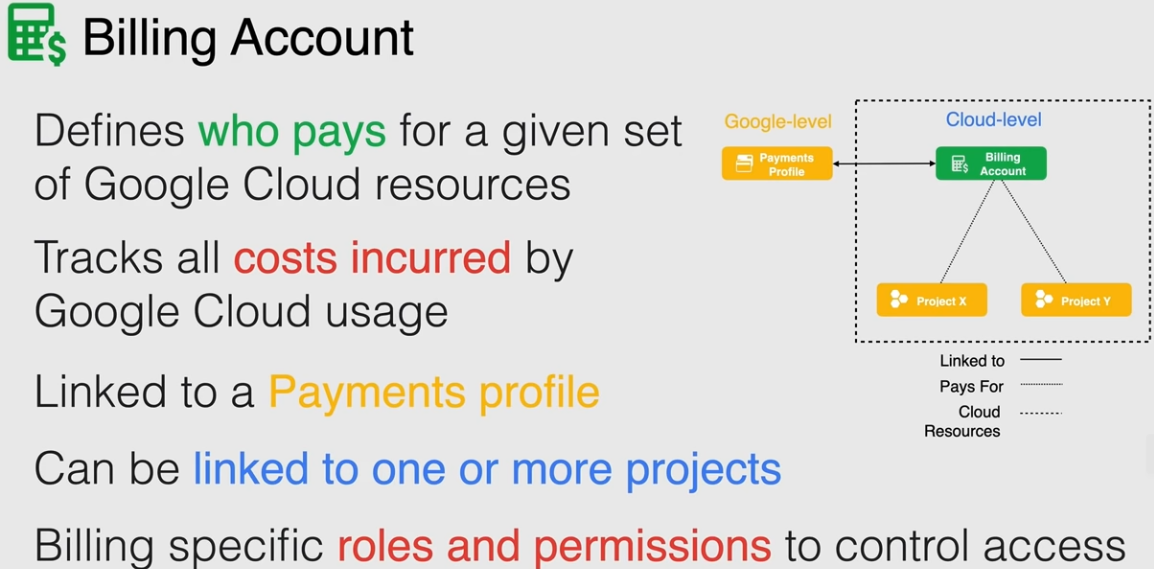 Billing Account
Defines who pays for a given set
of Google Cloud resources
Tracks all costs incurred by
Google Cloud usage
Linked to a Payments profile
Can be linked to one or more projects
Billing specific roles and permissions to control access
Google-level
Cloud-level
Payments
Profile
Billing
Account
Project X
Project Y
Linked to
Pays For
Cloud
Resources